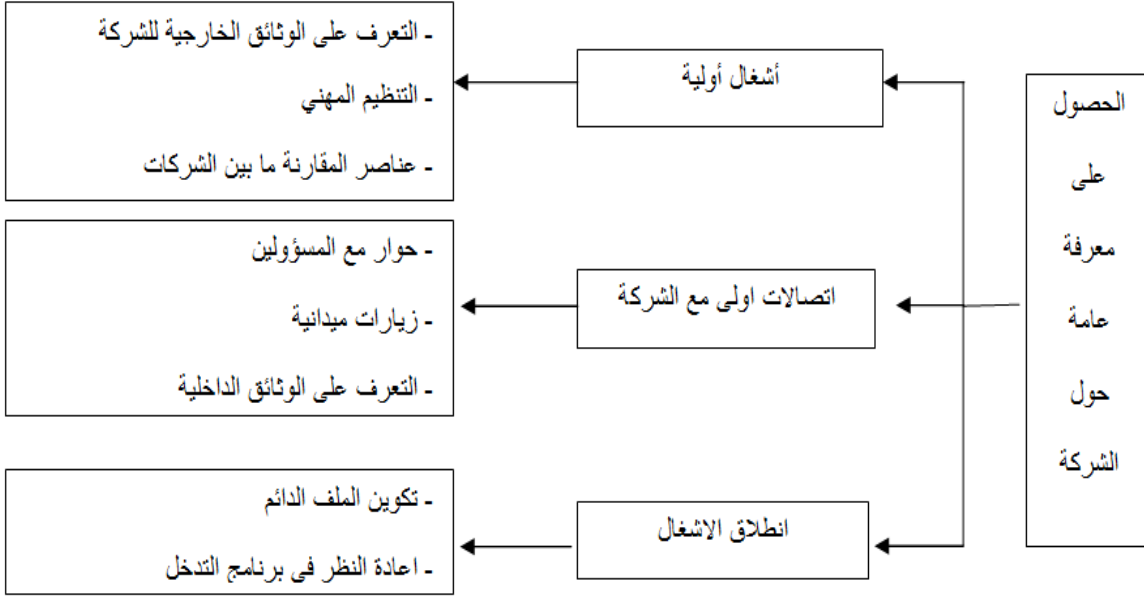 الحصول
على
معرفة
عامة
حول
الشركة
أشغال أولية
- التعرف على الوثائق الخارجية للشركة
- التنظيم المهني
- عناصر المقارنة ما بين الشركات
اتصالات اولى مع الشركة
- حوار مع المسؤولين
- زيارات ميدانية
- التعرف على الوثائق الداخلية
انطلاق الاشغال
- تكوين الملف الدائم
- اعادة النظر في برنامج التدخل